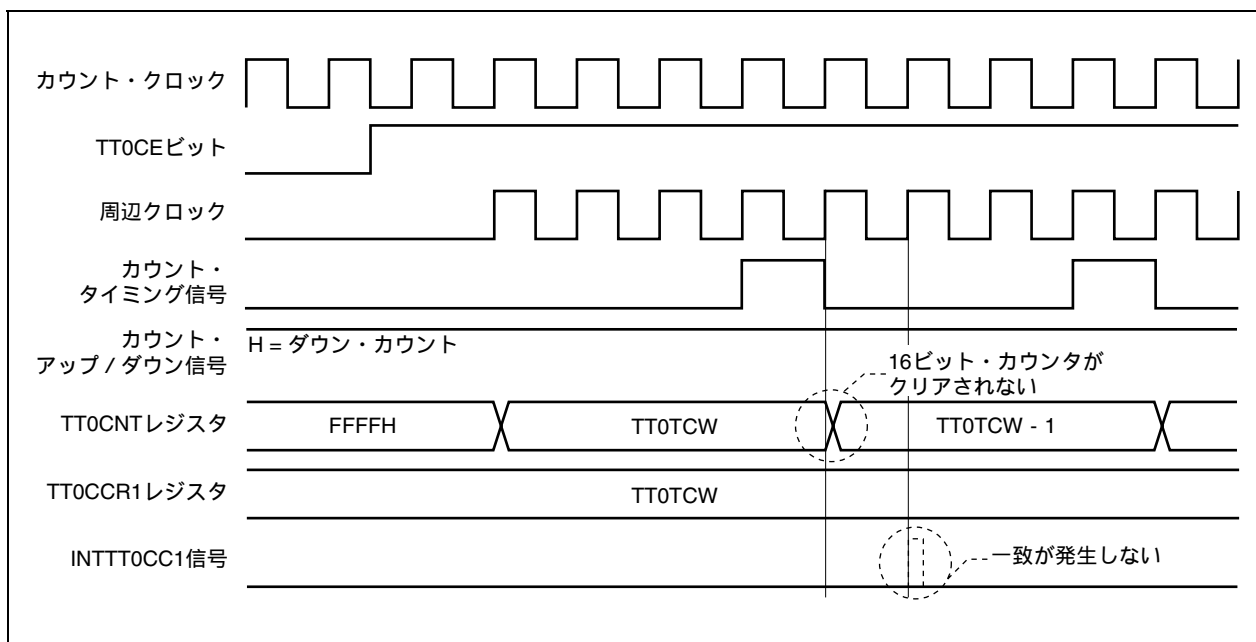 カウント・クロック
TT0CEビット
周辺クロック
カウント・
タイミング信号
カウント・
アップ / ダウン信号
H = ダウン・カウント
16ビット・カウンタが
クリアされない
TT0CNTレジスタ
FFFFH
TT0TCW
TT0TCW - 1
TT0CCR1レジスタ
TT0TCW
INTTT0CC1信号
一致が発生しない